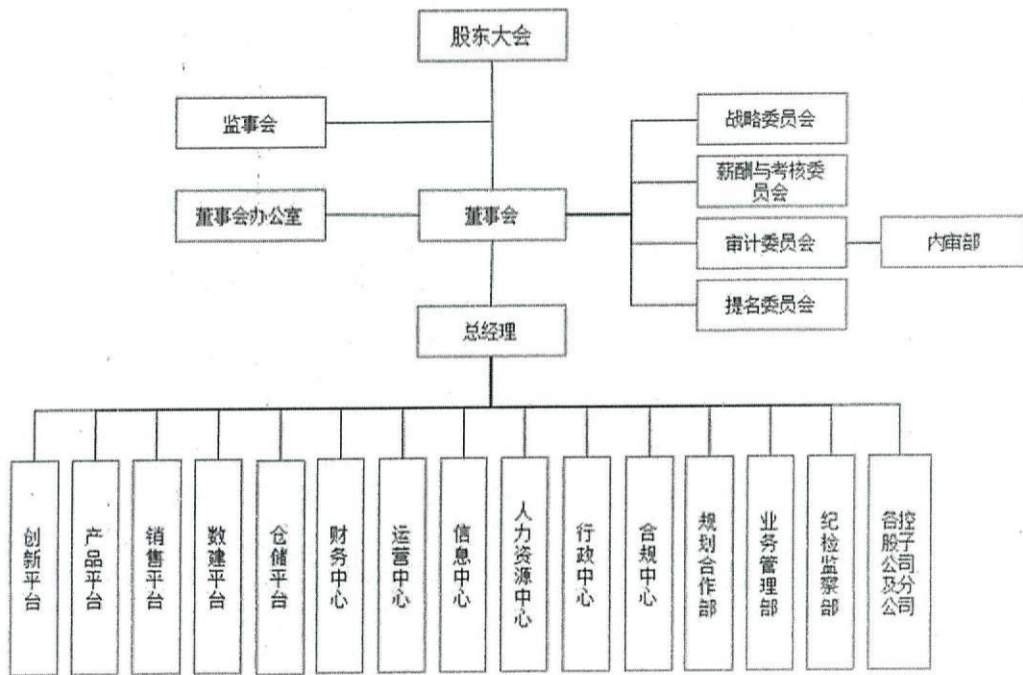 股东大会
监事会
战略委员会
薪酬与考核委
员会
董事会办公室
董事会
审计委员会
内审部
提名委员会
总经理
创新平台
产品平台
销售平台
数建平台
仓储平台
财务中心
运营中心
信息中心
人力资源中心
行政中心
合规中心
规划合作部
业务管理部
纪检监察部
各控
股子
公司
及分
公司